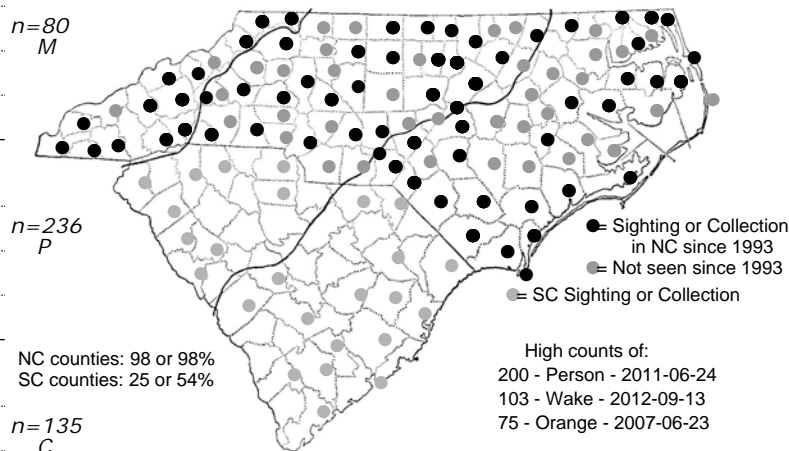 n=80
M
n=236
P
= Sighting or Collection
in NC since 1993
= Not seen since 1993
= SC Sighting or Collection
NC counties: 98 or 98%
SC counties: 25 or 54%
High counts of:
200 - Person - 2011-06-24
103 - Wake - 2012-09-13
75 - Orange - 2007-06-23
n=135
C